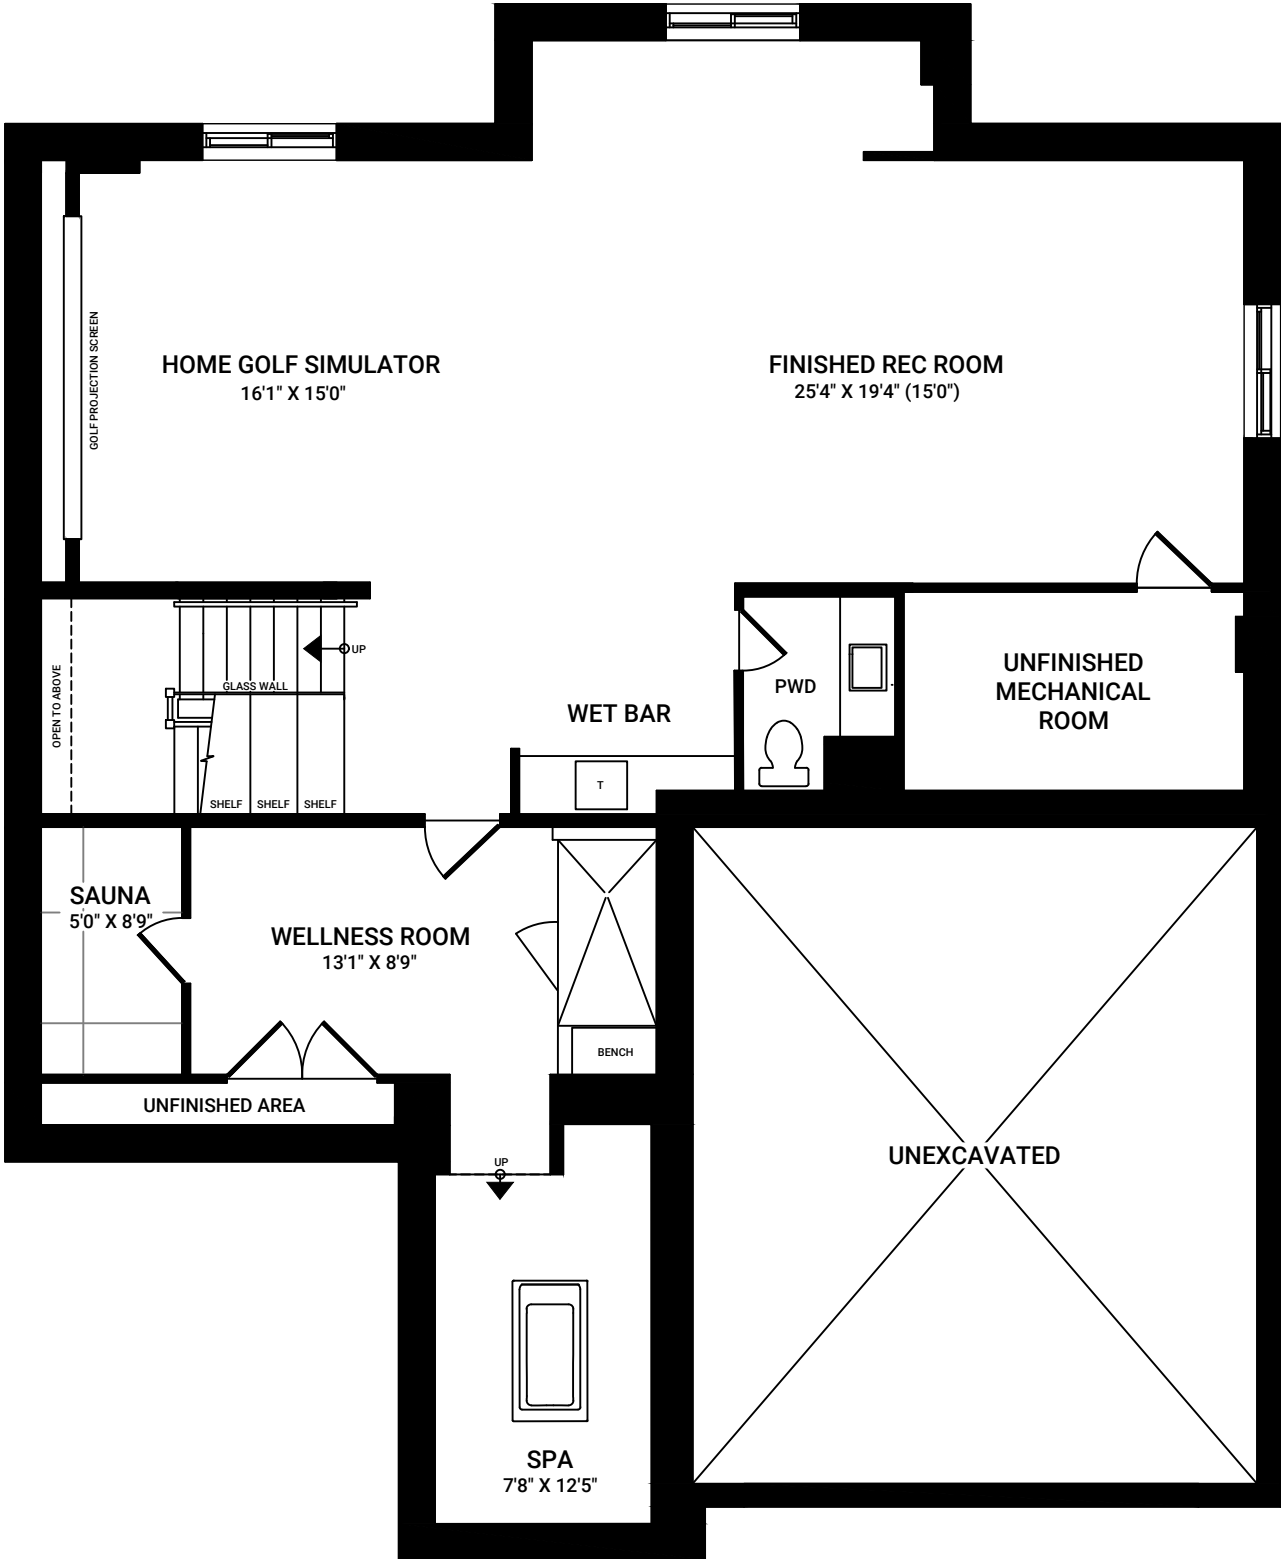 GOLF PROJECTION SCREEN
HOME GOLF SIMULATOR
16'1" X 15'0"
FINISHED REC ROOM
25'4" X 19'4" (15'0")
OPEN TO ABOVE
UP
GLASS WALL
SHELF
SHELF
SHELF
WET BAR
T
PWD
UNFINISHED
MECHANICAL
ROOM
SAUNA
5'0" X 8'9"
WELLNESS ROOM
13'1" X 8'9"
BENCH
UNFINISHED AREA
UP
UNEXCAVATED
SPA
7'8" X 12'5"